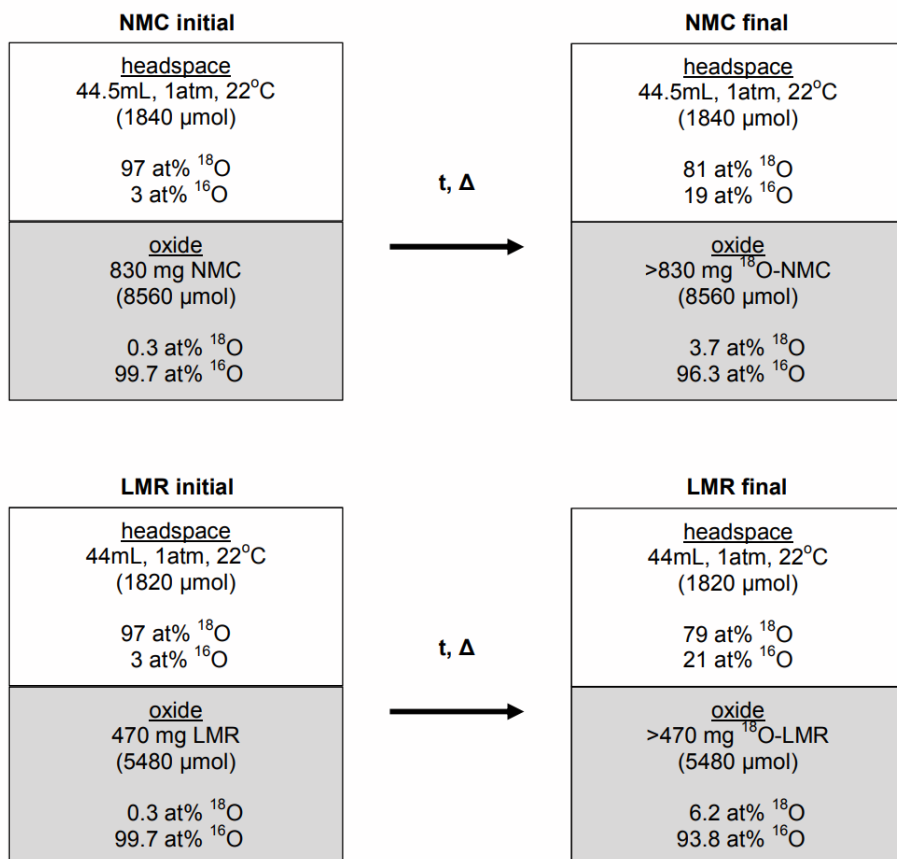 NMC initial
headspace
44.5mL, 1atm, 22°C
(1840 µmol)
97 at% ¹⁸O
3 at% ¹⁶O
oxide
830 mg NMC
(8560 µmol)
0.3 at% ¹⁸O
99.7 at% ¹⁶O
t, Δ
NMC final
headspace
44.5mL, 1atm, 22°C
(1840 µmol)
81 at% ¹⁸O
19 at% ¹⁶O
oxide
>830 mg ¹⁸O-NMC
(8560 µmol)
3.7 at% ¹⁸O
96.3 at% ¹⁶O
LMR initial
headspace
44mL, 1atm, 22°C
(1820 µmol)
97 at% ¹⁸O
3 at% ¹⁶O
oxide
470 mg LMR
(5480 µmol)
0.3 at% ¹⁸O
99.7 at% ¹⁶O
t, Δ
LMR final
headspace
44mL, 1atm, 22°C
(1820 µmol)
79 at% ¹⁸O
21 at% ¹⁶O
oxide
>470 mg ¹⁸O-LMR
(5480 µmol)
6.2 at% ¹⁸O
93.8 at% ¹⁶O